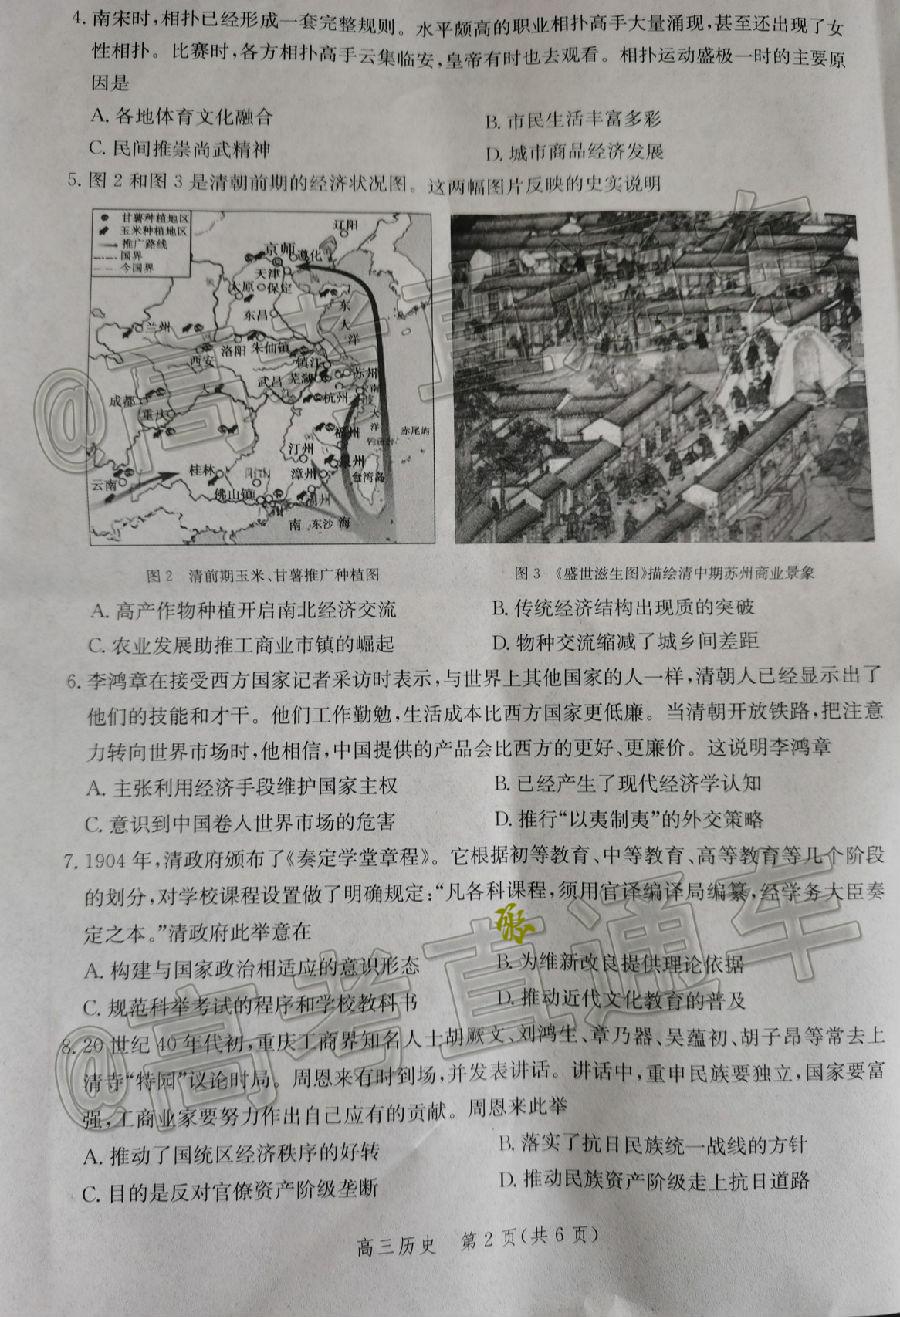 4. 南宋时,相扑已经形成一套完整规则。水平颇高的职业相扑高手大量涌现,甚至还出现了女
性相扑。比赛时,各方相扑高手云集临安,皇帝有时也去观看。相扑运动盛极一时的主要原
因是
A. 各地体育文化融合 B. 市民生活丰富多彩
C. 民间推崇尚武精神 D. 城市商品经济发展
5. 图2和图3是清朝前期的经济状况图。这两幅图片反映的史实说明
甘薯种植地区
玉米种植地区
推广路线
国界
今国界
辽阳
京师
遵化
天津
太原 保定
东昌
东
人
洋
兰州
西安
洛阳
朱仙镇
镇江
苏州
武昌
芜湖
杭州
南
大
洋
成都
重庆
福州
赤尾屿
汀州
泉州
漳州
台湾岛
云南
桂林
佛山镇
南 东沙 海
图2 清前期玉米、甘薯推广种植图
图3 《盛世滋生图》描绘清中期苏州商业景象
A. 高产作物种植开启南北经济交流 B. 传统经济结构出现质的突破
C. 农业发展助推工商业市镇的崛起 D. 物种交流缩减了城乡间差距
6. 李鸿章在接受西方国家记者采访时表示,与世界上其他国家的人一样,清朝人已经显示出了
他们的技能和才干。他们工作勤勉,生活成本比西方国家更低廉。当清朝开放铁路,把注意
力转向世界市场时,他相信,中国提供的产品会比西方的更好、更廉价。这说明李鸿章
A. 主张利用经济手段维护国家主权 B. 已经产生了现代经济学认知
C. 意识到中国卷人世界市场的危害 D. 推行“以夷制夷”的外交策略
7. 1904年,清政府颁布了《奏定学堂章程》。它根据初等教育、中等教育、高等教育等几个阶段
的划分,对学校课程设置做了明确规定:“凡各科课程,须用官译编译局编纂,经学务大臣奏
定之本。”清政府此举意在
A. 构建与国家政治相适应的意识形态 B. 为维新改良提供理论依据
C. 规范科举考试的程序和学校教科书 D. 推动近代文化教育的普及
8. 20世纪40年代初,重庆工商界知名人士胡厥文、刘鸿生、章乃器、吴蕴初、胡子昂等常去上
清寺“特园”议论时局。周恩来有时到场,并发表讲话。讲话中,重申民族要独立,国家要富
强,工商业家要努力作出自己应有的贡献。周恩来此举
A. 推动了国统区经济秩序的好转 B. 落实了抗日民族统一战线的方针
C. 目的是反对官僚资产阶级垄断 D. 推动民族资产阶级走上抗日道路
高三历史 第2页(共6页)
@高考直通车
@高考直通车